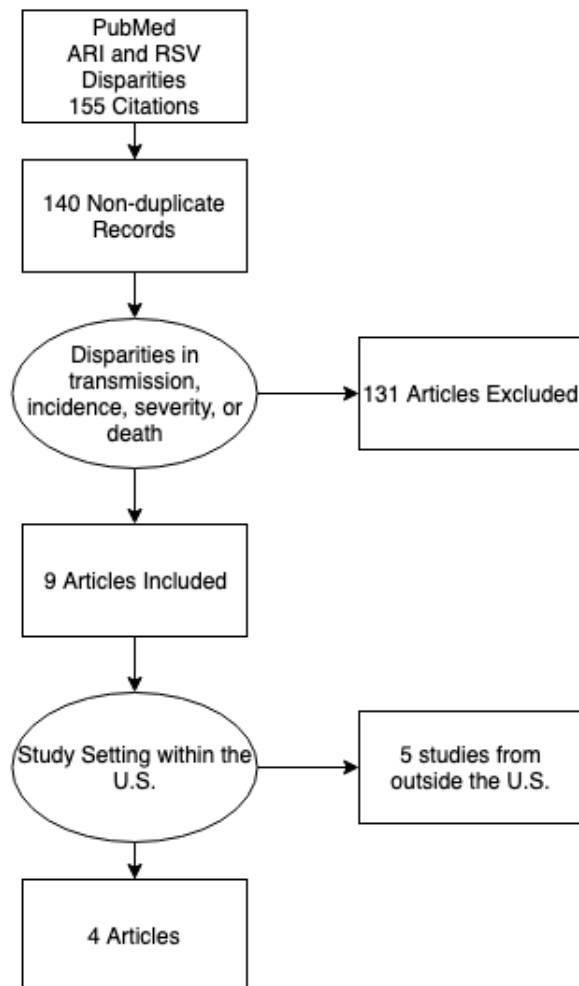 PubMed
ARI and RSV
Disparities
155 Citations
140 Non-duplicate
Records
Disparities in
transmission,
incidence, severity, or
death
131 Articles Excluded
9 Articles Included
Study Setting within the
U.S.
5 studies from
outside the U.S.
4 Articles